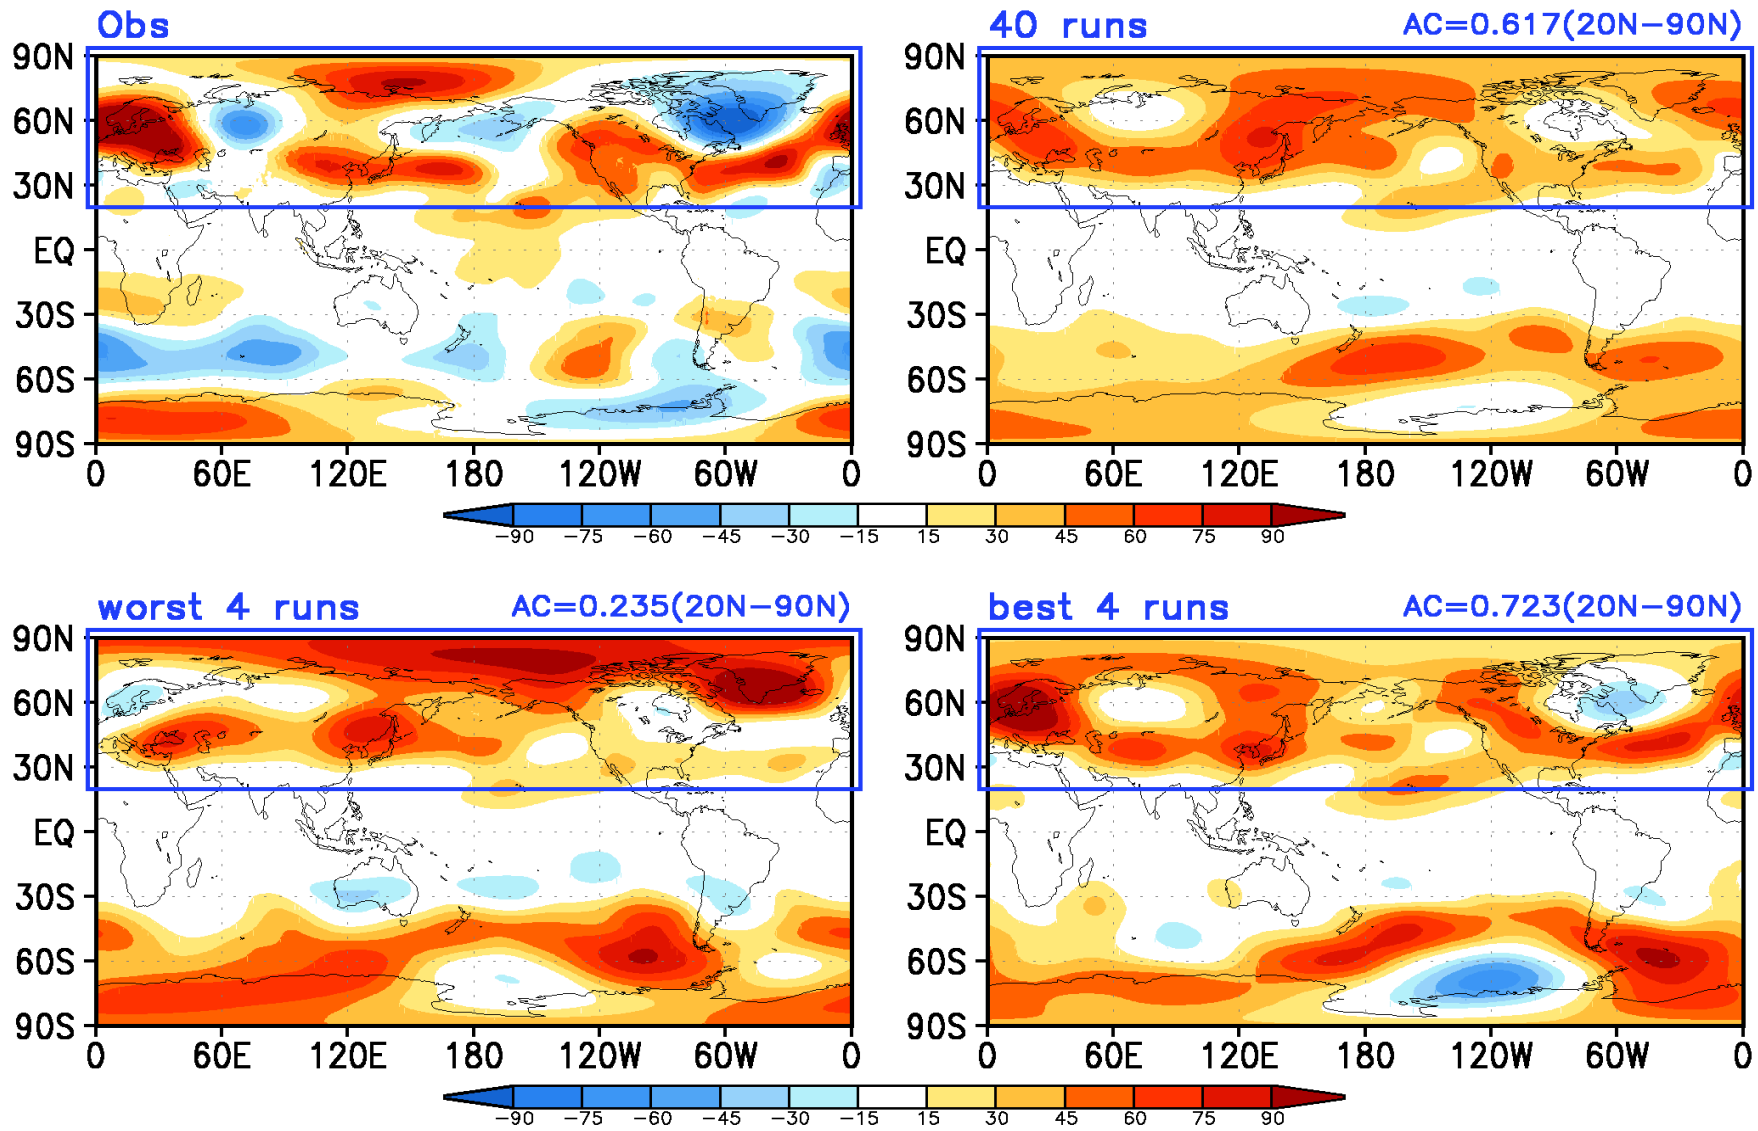 Obs
40 runs AC=0.617(20N−90N)
90N 90N
60N 60N
30N 30N
EQ EQ
30S 30S
60S 60S
90S 90S
0 60E 120E 180 120W 60W 0 0 60E 120E 180 120W 60W 0
−90 −75 −60 −45 −30 −15 15 30 45 60 75 90
worst 4 runs AC=0.235(20N−90N)
best 4 runs AC=0.723(20N−90N)
90N 90N
60N 60N
30N 30N
EQ EQ
30S 30S
60S 60S
90S 90S
0 60E 120E 180 120W 60W 0 0 60E 120E 180 120W 60W 0
−90 −75 −60 −45 −30 −15 15 30 45 60 75 90